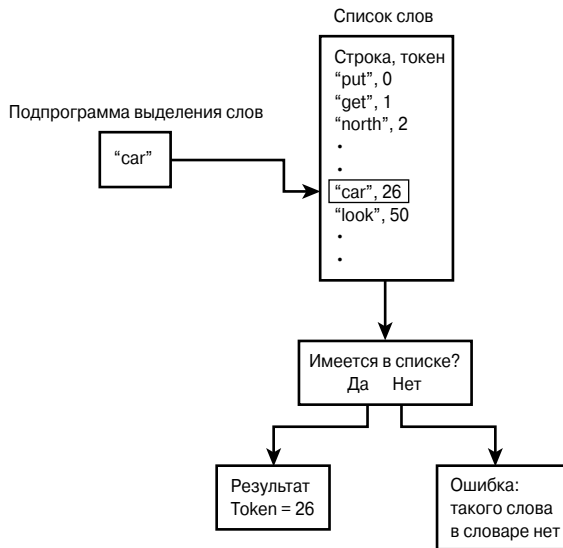 Список слов
Строка, токен
“put”, 0
“get”, 1
“north”, 2
.
.
“car”, 26
“look”, 50
.
.
Подпрограмма выделения слов
“car”
Имеется в списке?
Да Нет
Результат
Token = 26
Ошибка:
такого слова
в словаре нет